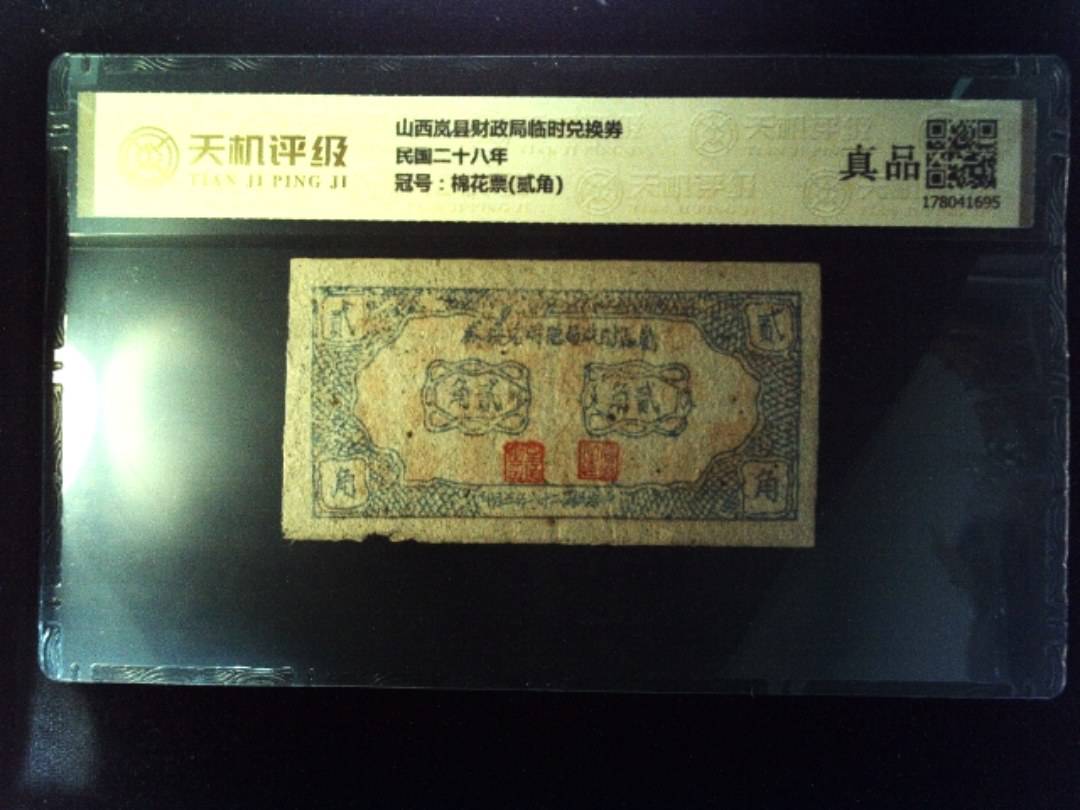 天机评级
TIAN JI PING JI
山西岚县财政局临时兑换券
民国二十八年
冠号：棉花票(贰角)
真品
178041695
贰
贰
角贰
角贰
角
角